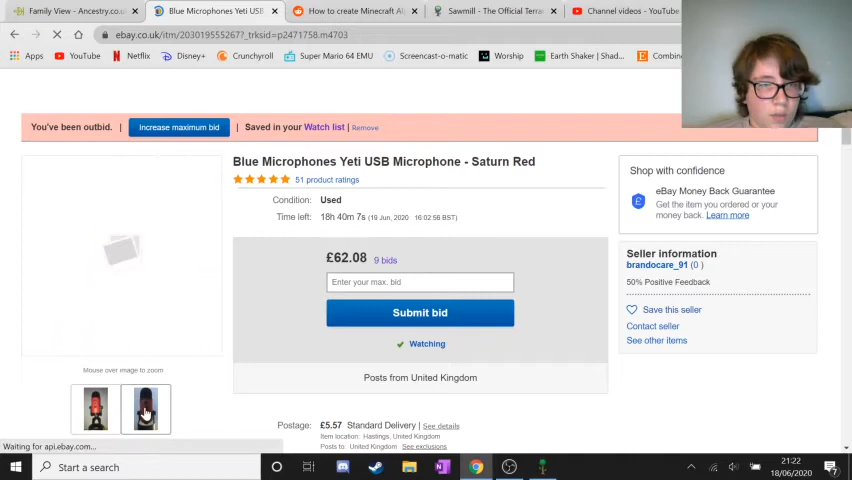 Family View - Ancestry.co.u
Blue Microphones Yeti USB
How to create Minecraft Al
Sawmill - The Official Terra
Channel videos - YouTube
ebay.co.uk/itm/203019555267?_trksid=p2471758.m4703
Apps
YouTube
Netflix
Disney+
Crunchyroll
Super Mario 64 EMU
Screencast-o-matic
Worship
Earth Shaker | Shad...
Combine
You've been outbid. | Increase maximum bid | Saved in your Watch list | Remove
Blue Microphones Yeti USB Microphone - Saturn Red
51 product ratings
Condition: Used
Time left: 18h 40m 7s (19 Jun, 2020 16:02:56 BST)
£62.08 9 bids
Enter your max. bid
Submit bid
Watching
Posts from United Kingdom
Mouse over image to zoom
Postage: £5.57 Standard Delivery | See details
Item location: Hastings, United Kingdom
Posts to: United Kingdom See exclusions
Shop with confidence
eBay Money Back Guarantee
Get the item you ordered or your
money back. Learn more
Seller information
brandocare_91 (0 )
50% Positive Feedback
Save this seller
Contact seller
See other items
Waiting for api.ebay.com...
Start a search
21:22
18/06/2020
7